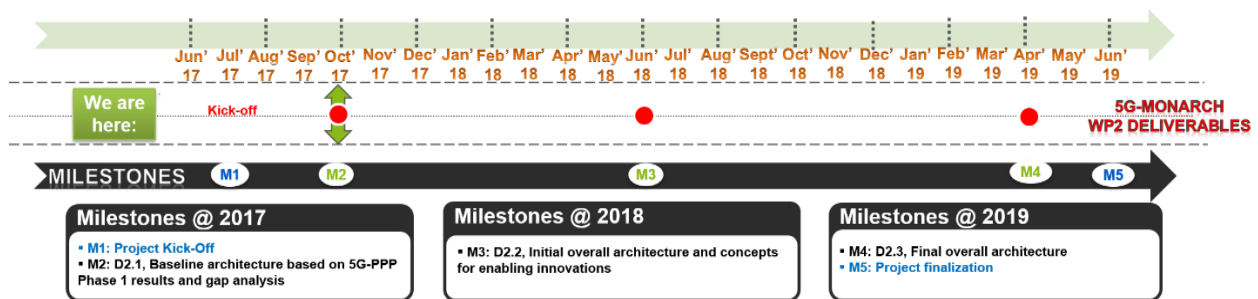 Jun' Jul' Aug' Sep' Oct' Nov' Dec' Jan' Feb' Mar' Apr' May' Jun' Jul' Aug' Sept' Oct' Nov' Dec' Jan' Feb' Mar' Apr' May' Jun'
17 17 17 17 17 17 17 18 18 18 18 18 18 18 18 18 18 18 18 19 19 19 19 19 19
We are
here:
Kick-off
5G-MONARCH
WP2 DELIVERABLES
MILESTONES M1 M2 M3 M4 M5
Milestones @ 2017
▪ M1: Project Kick-Off
▪ M2: D2.1, Baseline architecture based on 5G-PPP
Phase 1 results and gap analysis
Milestones @ 2018
▪ M3: D2.2, Initial overall architecture and concepts
for enabling innovations
Milestones @ 2019
▪ M4: D2.3, Final overall architecture
▪ M5: Project finalization